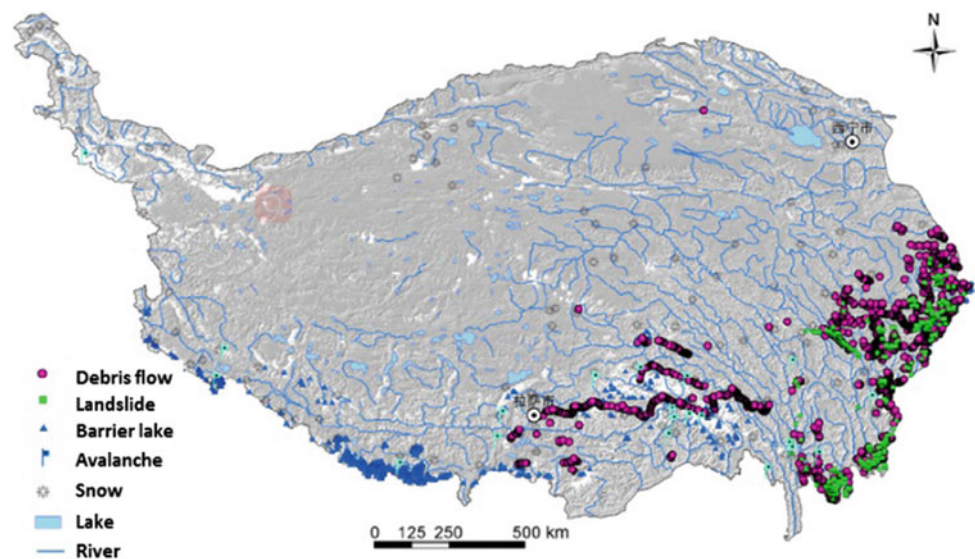 N
西宁市
拉萨市
Debris flow
Landslide
Barrier lake
Avalanche
Snow
Lake
River
0 125 250 500 km